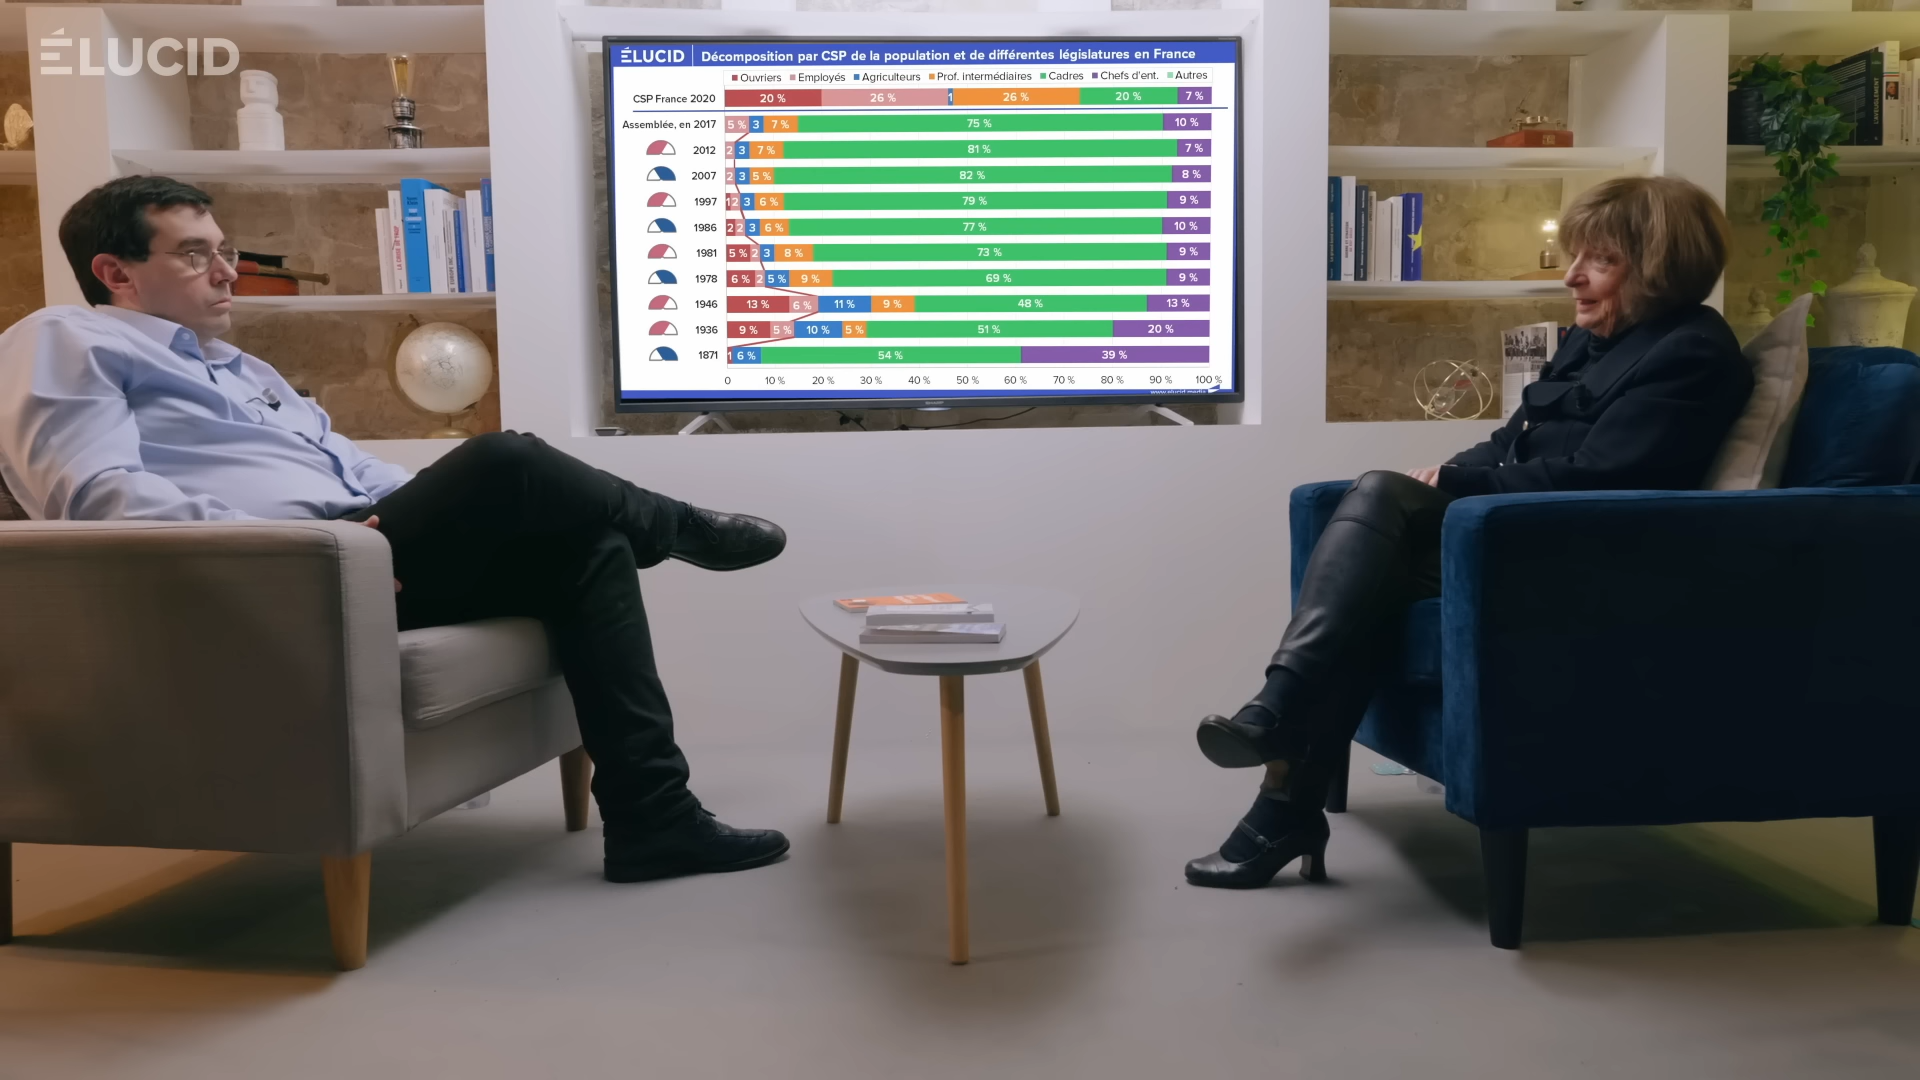 ÉLUCID
ÉLUCID Décomposition par CSP de la population et de différentes législatures en France
Ouvriers Employés Agriculteurs Prof. intermédiaires Cadres Chefs d'ent. Autres
CSP France 2020 20 % 26 % 1 26 % 20 % 7 %
Assemblée, en 2017 5 % 3 7 % 75 % 10 %
2012 2 3 7 % 81 % 7 %
2007 2 3 5 % 82 % 8 %
1997 1 2 3 6 % 79 % 9 %
1986 2 2 3 6 % 77 % 10 %
1981 5 % 2 3 8 % 73 % 9 %
1978 6 % 2 5 % 9 % 69 % 9 %
1946 13 % 6 % 11 % 9 % 48 % 13 %
1936 9 % 5 % 10 % 5 % 51 % 20 %
1871 1 6 % 54 % 39 %
0 10 % 20 % 30 % 40 % 50 % 60 % 70 % 80 % 90 % 100 %
www.elucid.media